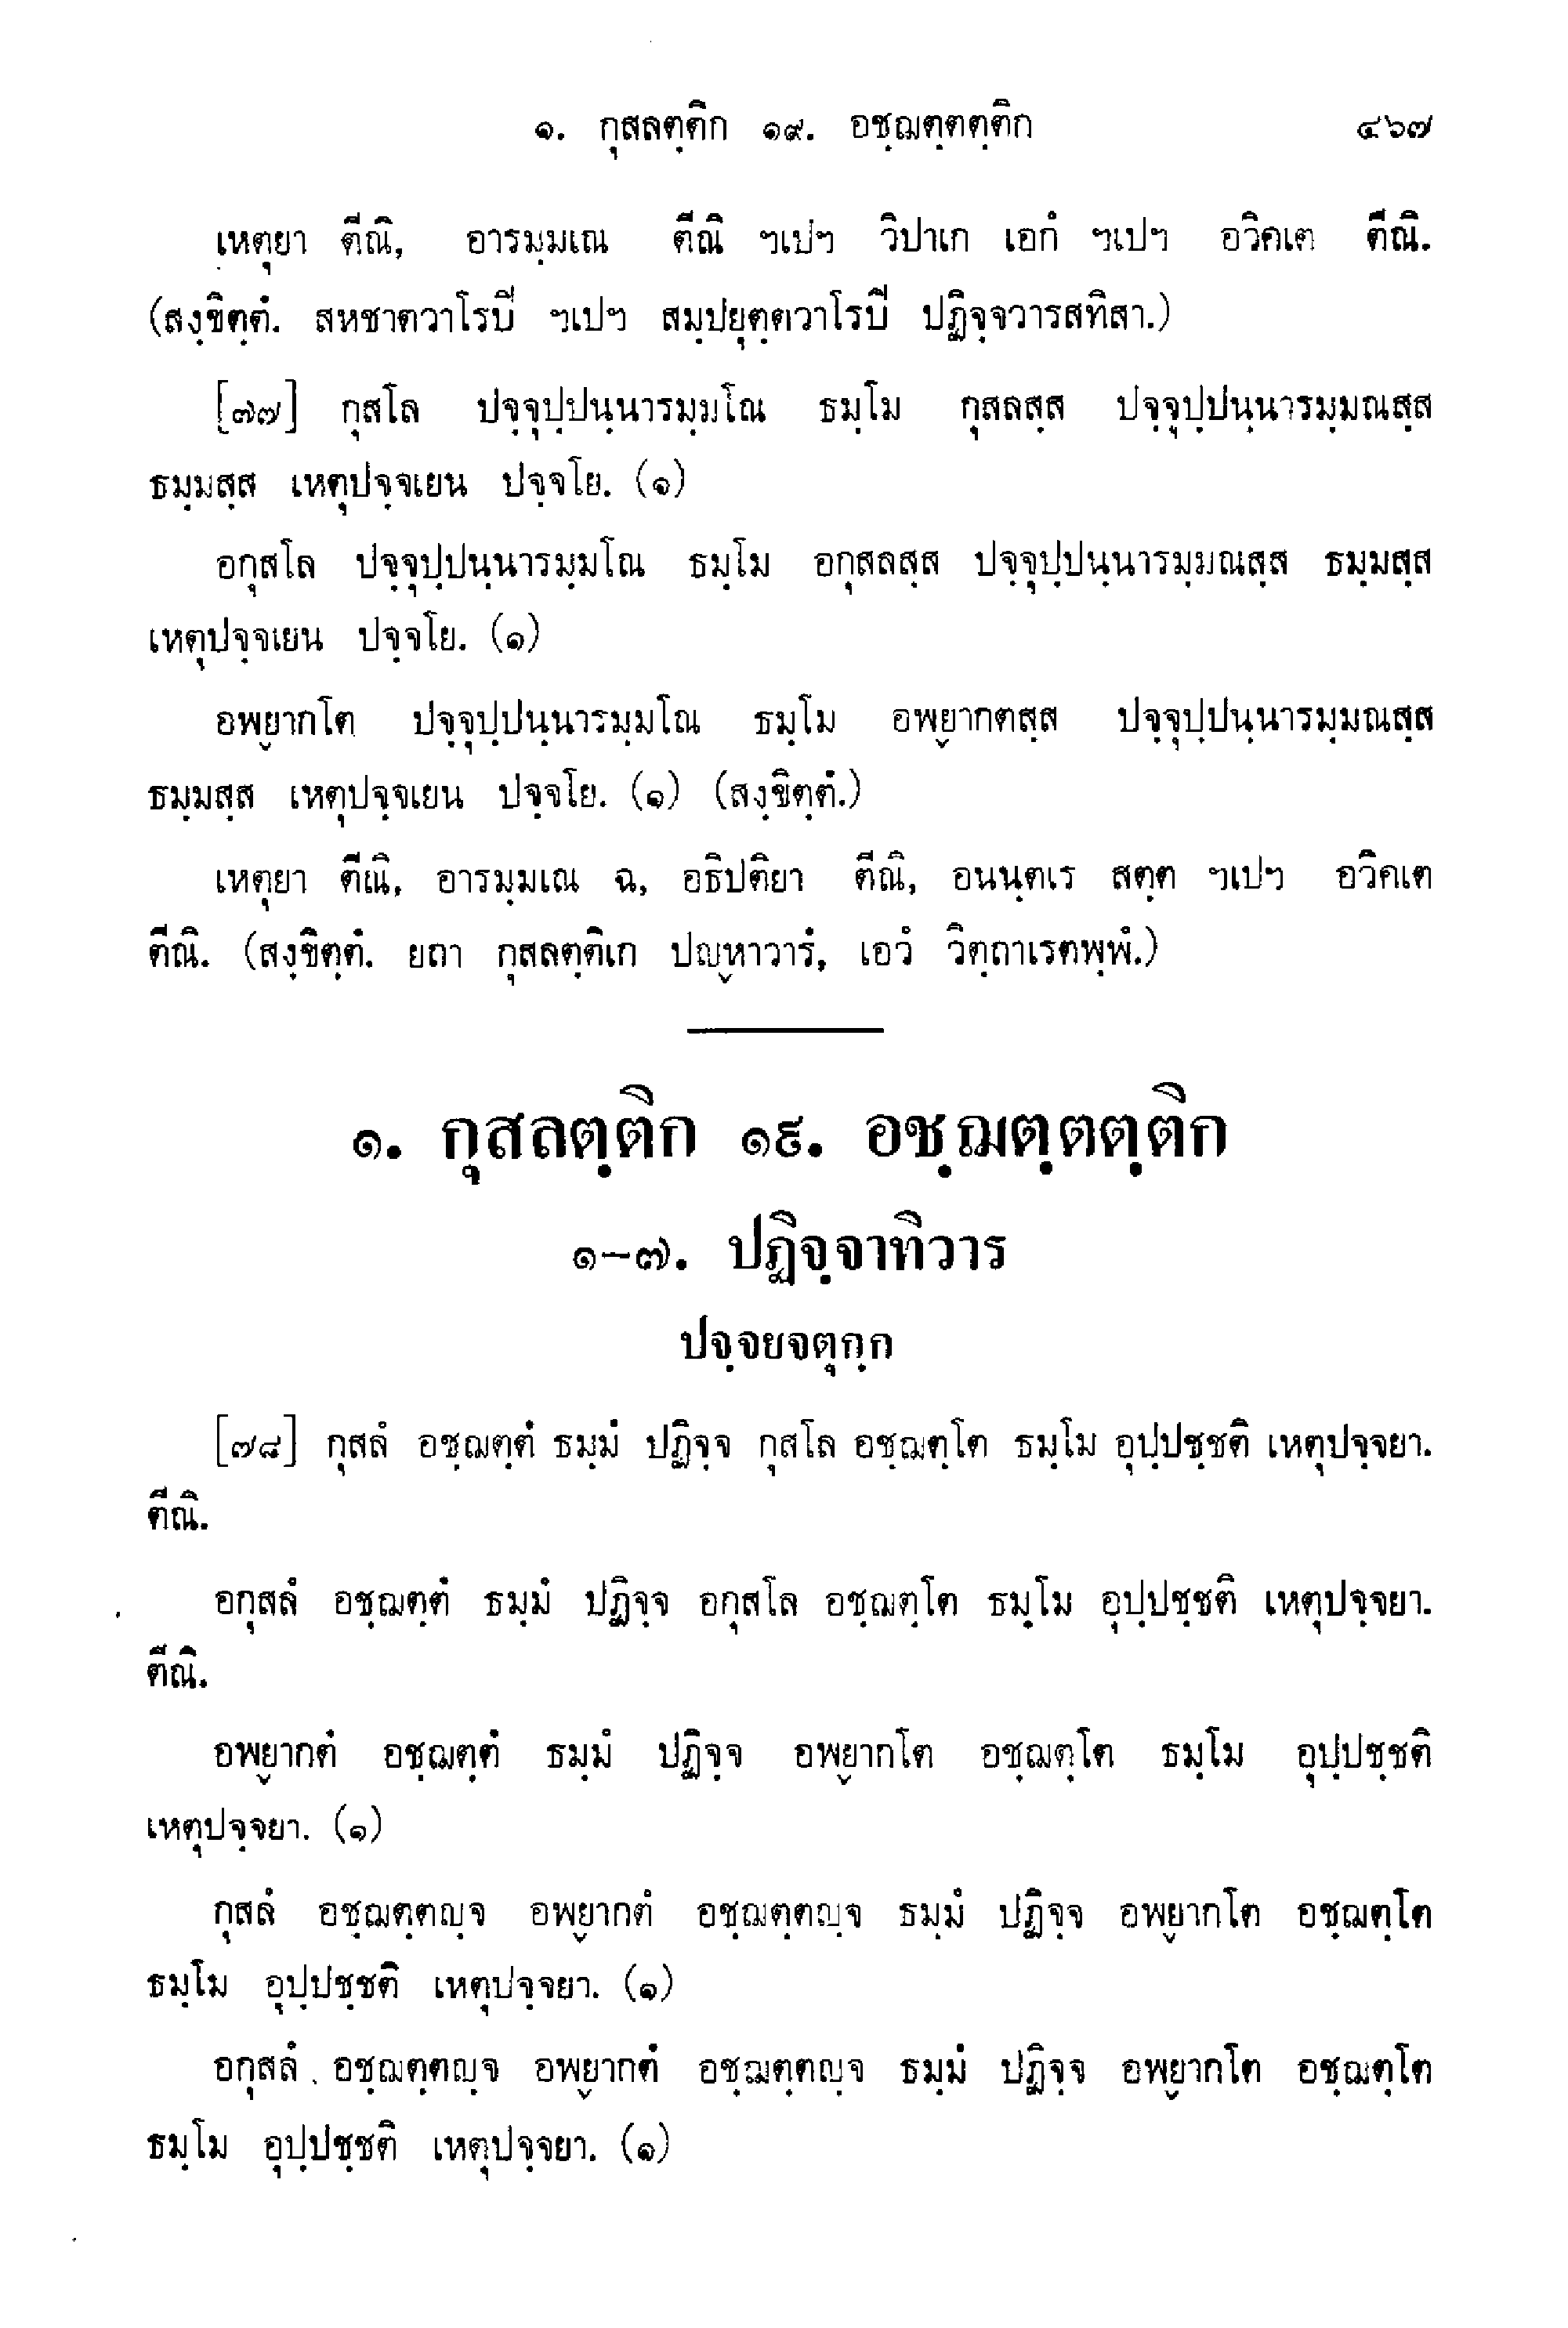 ๑. กุสลตฺติก ๑๙. อชฺฌตฺตตฺติก ๔๖๗
เหตุยา ตีณิ, อารมฺมเณ ตีณิ ฯเปฯ วิปาเก เอกํ ฯเปฯ อวิคเต ตีณิ.
(สงฺขิตฺตํ. สหชาตวาโรปี ฯเปฯ สมฺปยุตฺตวาโรปี ปฏิจฺจวารสทิสา.)
[๗๗] กุสโล ปจฺจุปฺปนฺนารมฺมโณ ธมฺโม กุสลสฺส ปจฺจุปฺปนฺนารมฺมณสฺส
ธมฺมสฺส เหตุปจฺจเยน ปจฺจโย. (๑)
อกุสโล ปจฺจุปฺปนฺนารมฺมโณ ธมฺโม อกุสลสฺส ปจฺจุปฺปนฺนารมฺมณสฺส ธมฺมสฺส
เหตุปจฺจเยน ปจฺจโย. (๑)
อพฺยากโต ปจฺจุปฺปนฺนารมฺมโณ ธมฺโม อพฺยากตสฺส ปจฺจุปฺปนฺนารมฺมณสฺส
ธมฺมสฺส เหตุปจฺจเยน ปจฺจโย. (๑) (สงฺขิตฺตํ.)
เหตุยา ตีณิ, อารมฺมเณ ฉ, อธิปติยา ตีณิ, อนนฺตเร สตฺต ฯเปฯ อวิคเต
ตีณิ. (สงฺขิตฺตํ. ยถา กุสลตฺติเก ปญฺหาวารํ, เอวํ วิตฺถาเรตพฺพํ.)
๑. กุสลตฺติก ๑๙. อชฺฌตฺตตฺติก
๑-๗. ปฏิจฺจาทิวาร
ปจฺจยจตุกฺก
[๗๘] กุสลํ อชฺฌตฺตํ ธมฺมํ ปฏิจฺจ กุสโล อชฺฌตฺโต ธมฺโม อุปฺปชฺชติ เหตุปจฺจยา.
ตีณิ.
อกุสลํ อชฺฌตฺตํ ธมฺมํ ปฏิจฺจ อกุสโล อชฺฌตฺโต ธมฺโม อุปฺปชฺชติ เหตุปจฺจยา.
ตีณิ.
อพฺยากตํ อชฺฌตฺตํ ธมฺมํ ปฏิจฺจ อพฺยากโต อชฺฌตฺโต ธมฺโม อุปฺปชฺชติ
เหตุปจฺจยา. (๑)
กุสลํ อชฺฌตฺตญฺจ อพฺยากตํ อชฺฌตฺตญฺจ ธมฺมํ ปฏิจฺจ อพฺยากโต อชฺฌตฺโต
ธมฺโม อุปฺปชฺชติ เหตุปจฺจยา. (๑)
อกุสลํ อชฺฌตฺตญฺจ อพฺยากตํ อชฺฌตฺตญฺจ ธมฺมํ ปฏิจฺจ อพฺยากโต อชฺฌตฺโต
ธมฺโม อุปฺปชฺชติ เหตุปจฺจยา. (๑)